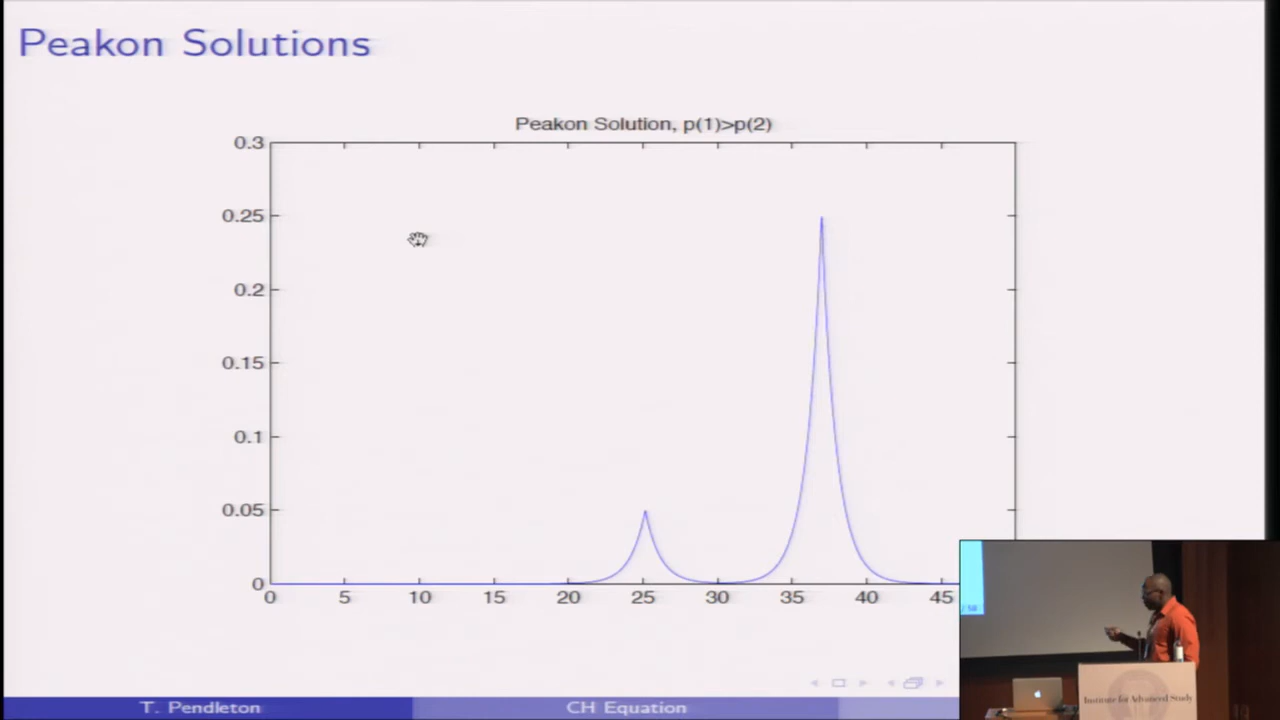 Peakon Solutions
Peakon Solution, p(1)>p(2)
0.3
0.25
0.2
0.15
0.1
0.05
0
0 5 10 15 20 25 30 35 40 45
/ 58
Institute for Advanced Study
T. Pendleton CH Equation